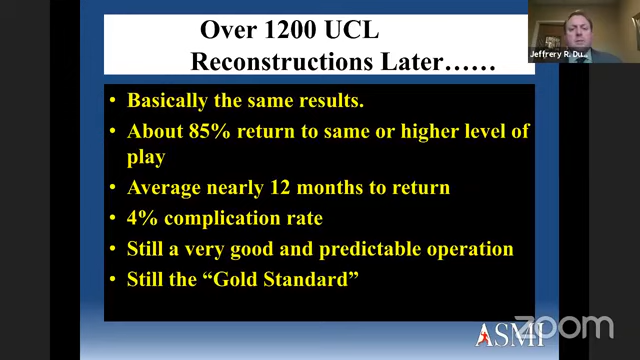 Over 1200 UCL
Reconstructions Later……
Jeffrery R. Du...
• Basically the same results.
• About 85% return to same or higher level of
play
• Average nearly 12 months to return
• 4% complication rate
• Still a very good and predictable operation
• Still the “Gold Standard”
ASMI
zoom